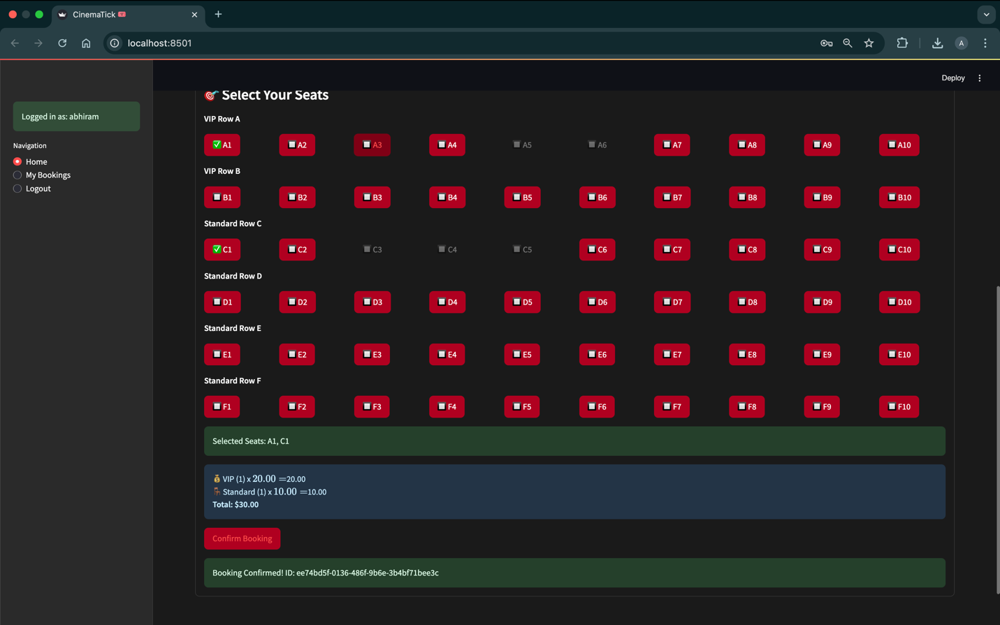 CinemaTick
localhost:8501
A
Deploy
Logged in as: abhiram
Navigation
Home
My Bookings
Logout
🎯 Select Your Seats
VIP Row A
✅ A1 🔲 A2 🔲 A3 🔲 A4 🔲 A5 🔲 A6 🔲 A7 🔲 A8 🔲 A9 🔲 A10
VIP Row B
🔲 B1 🔲 B2 🔲 B3 🔲 B4 🔲 B5 🔲 B6 🔲 B7 🔲 B8 🔲 B9 🔲 B10
Standard Row C
✅ C1 🔲 C2 🔲 C3 🔲 C4 🔲 C5 🔲 C6 🔲 C7 🔲 C8 🔲 C9 🔲 C10
Standard Row D
🔲 D1 🔲 D2 🔲 D3 🔲 D4 🔲 D5 🔲 D6 🔲 D7 🔲 D8 🔲 D9 🔲 D10
Standard Row E
🔲 E1 🔲 E2 🔲 E3 🔲 E4 🔲 E5 🔲 E6 🔲 E7 🔲 E8 🔲 E9 🔲 E10
Standard Row F
🔲 F1 🔲 F2 🔲 F3 🔲 F4 🔲 F5 🔲 F6 🔲 F7 🔲 F8 🔲 F9 🔲 F10
Selected Seats: A1, C1
💰 VIP (1) x 20.00 =20.00
🪑 Standard (1) x 10.00 =10.00
Total: $30.00
Confirm Booking
Booking Confirmed! ID: ee74bd5f-0136-486f-9b6e-3b4bf71bee3c